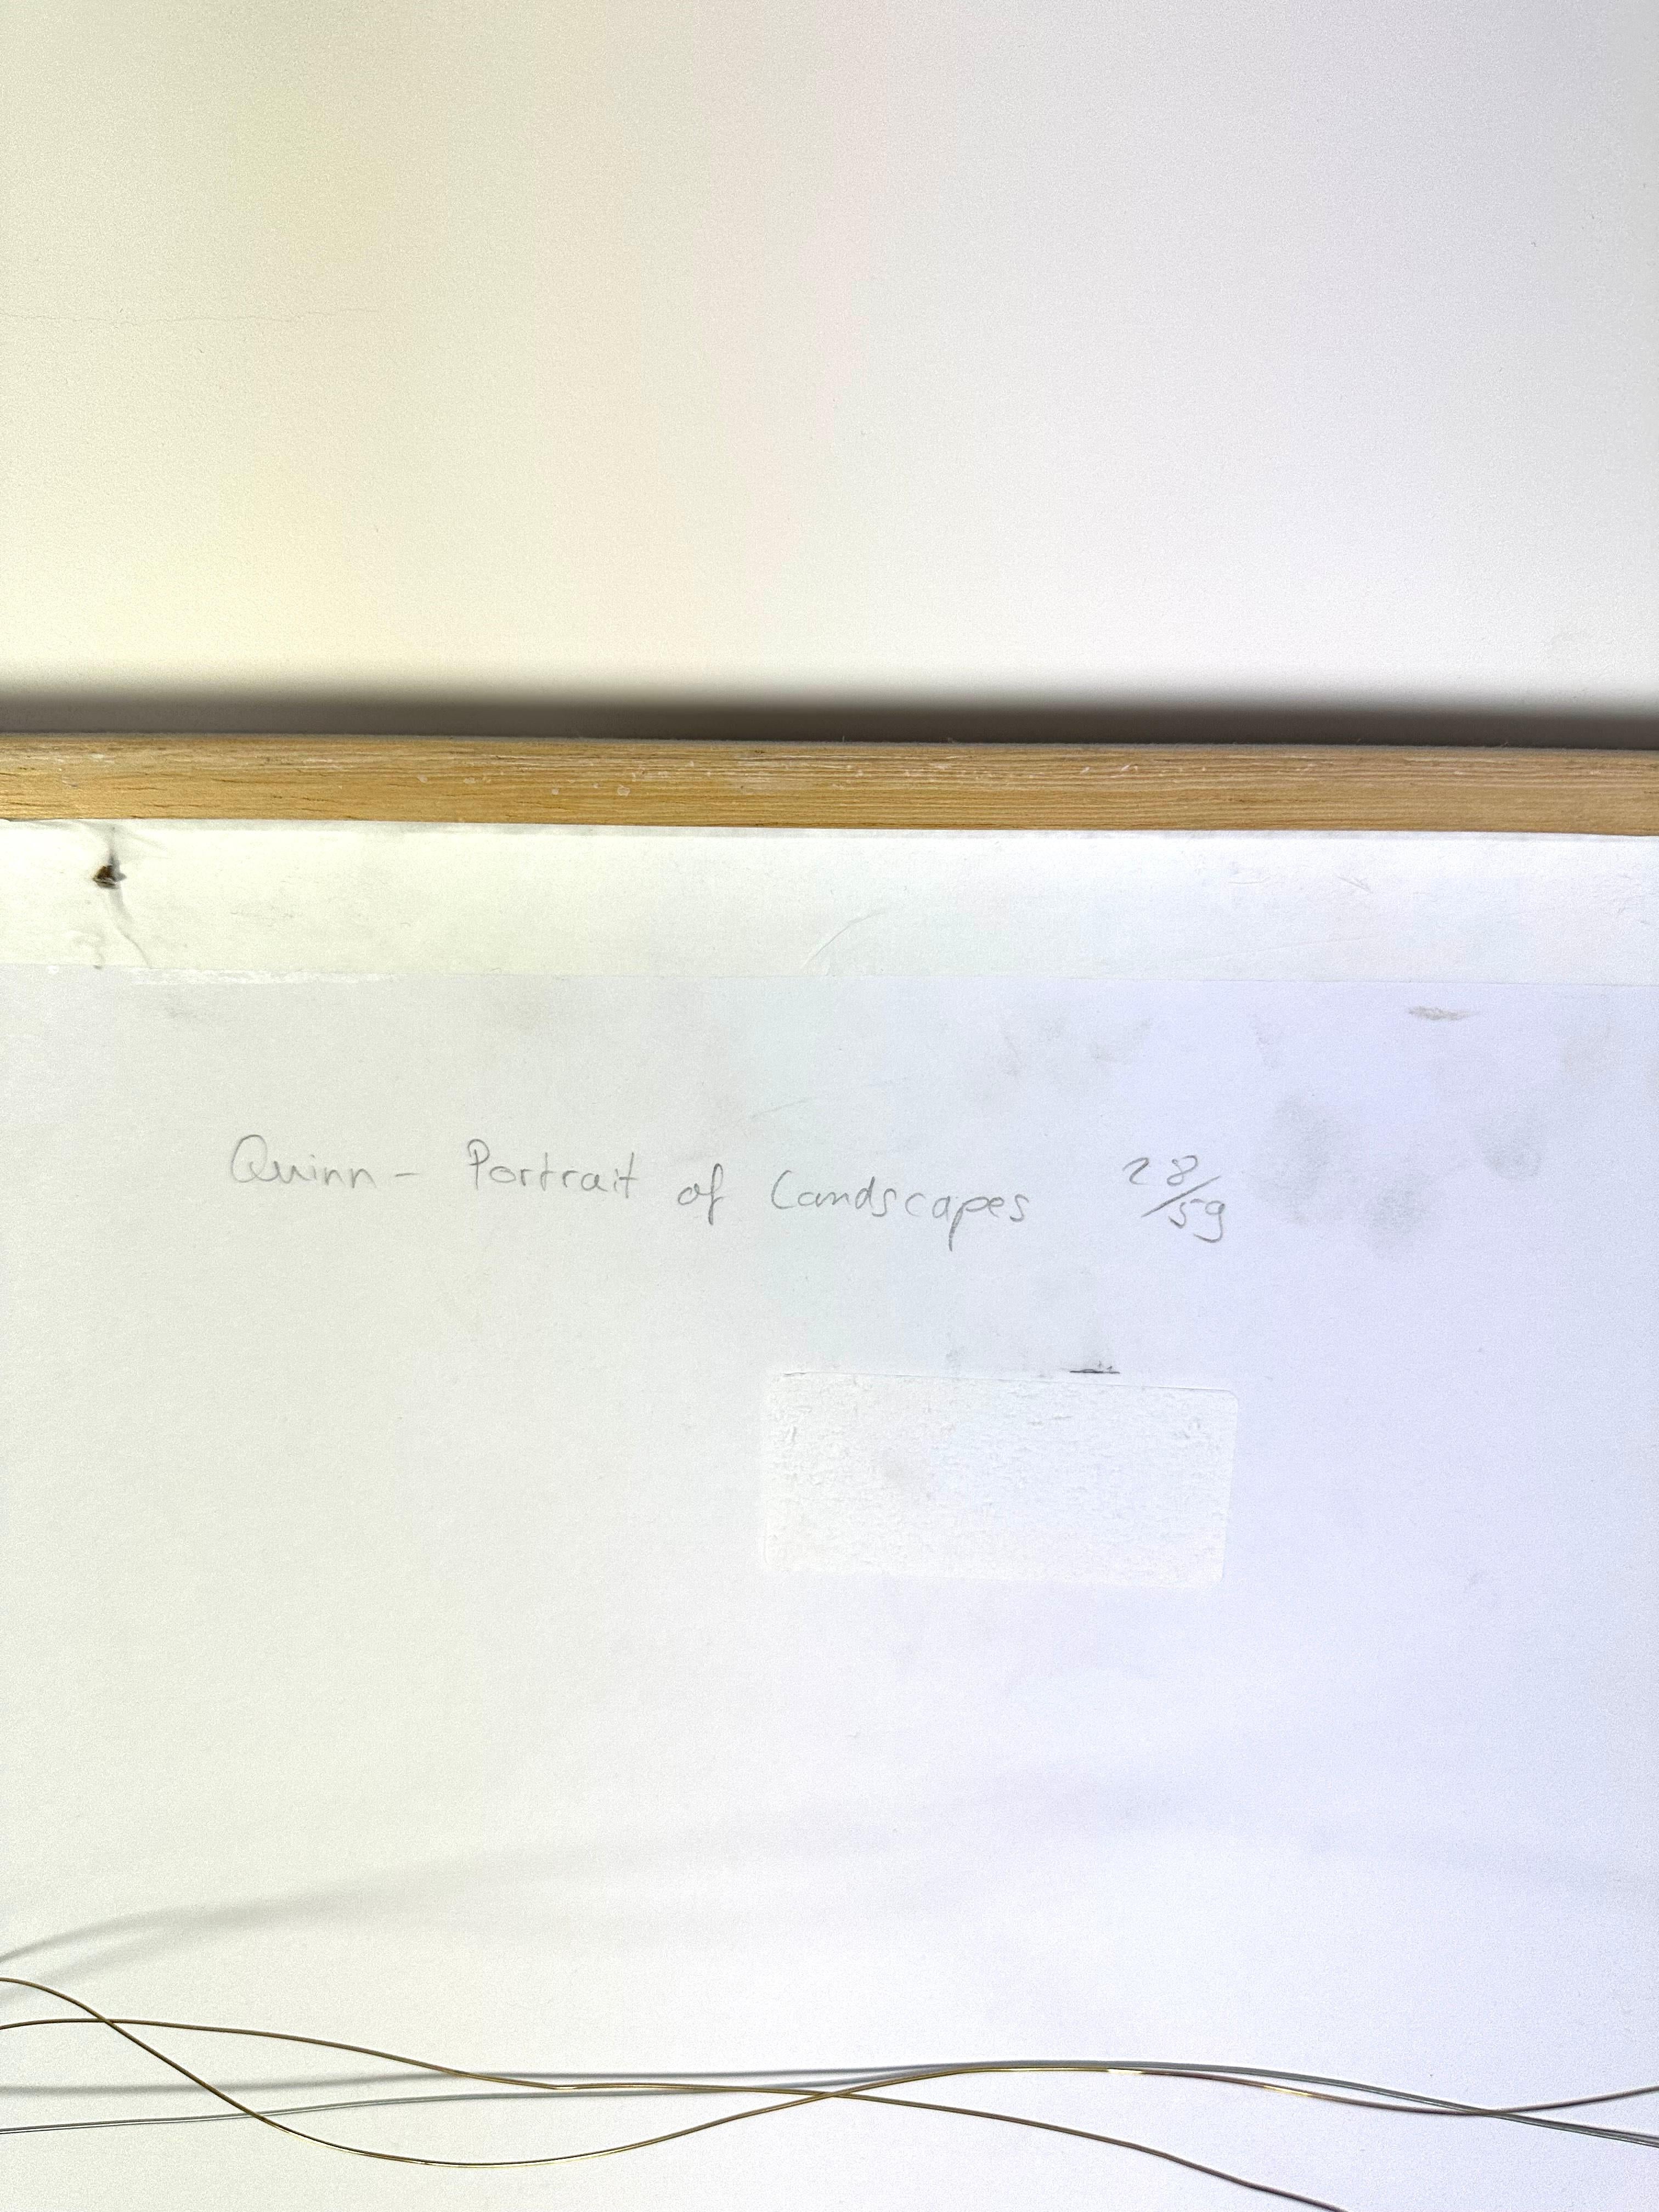 Quinn - Portrait of Landscapes 28/59